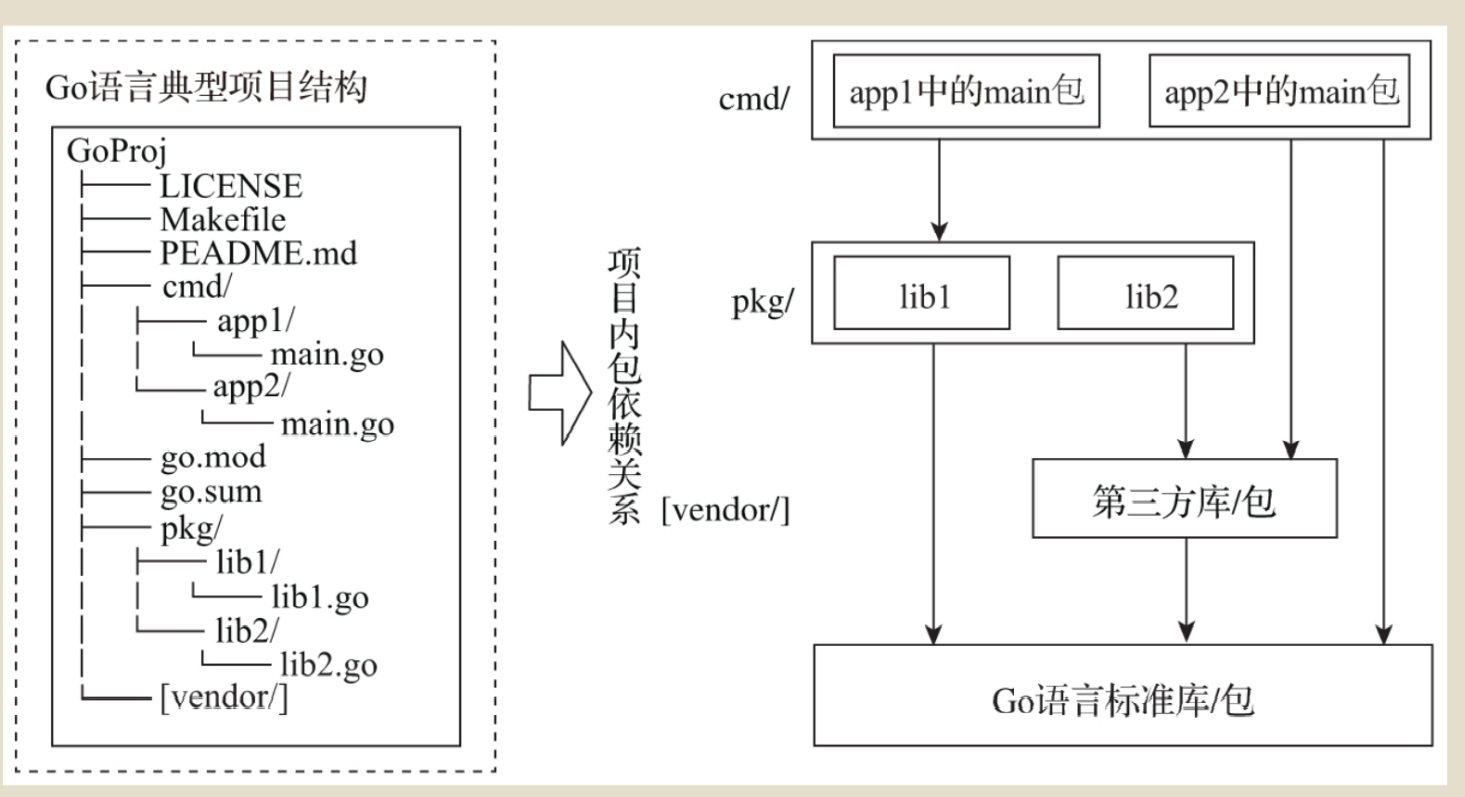 Go语言典型项目结构
GoProj
LICENSE
Makefile
PEADME.md
cmd/
app1/
main.go
app2/
main.go
go.mod
go.sum
pkg/
lib1/
lib1.go
lib2/
lib2.go
[vendor/]
项目内包依赖关系
cmd/
app1中的main包
app2中的main包
pkg/
lib1
lib2
[vendor/]
第三方库/包
Go语言标准库/包